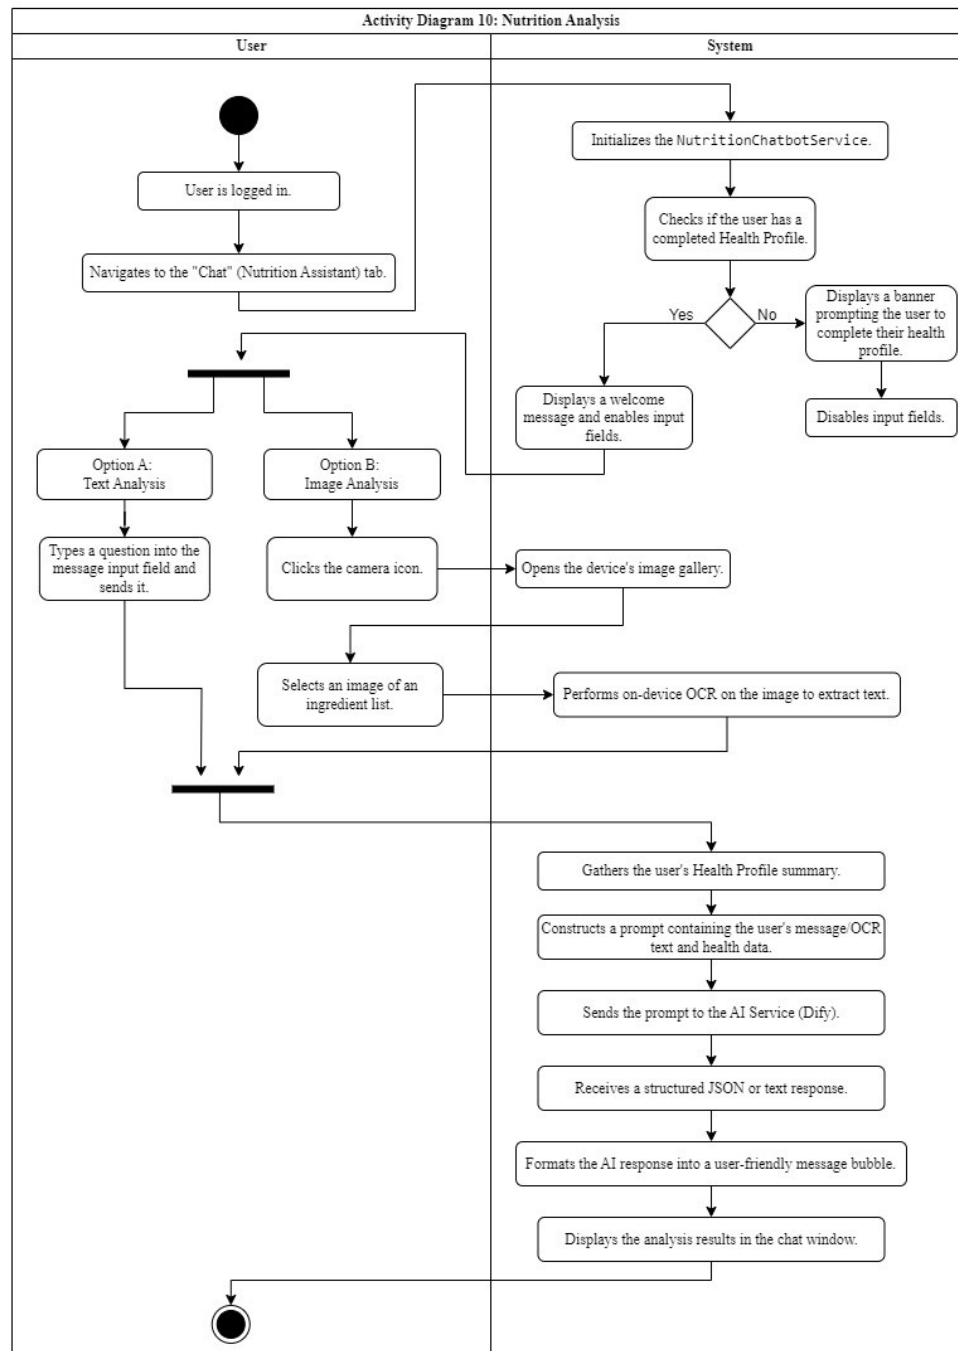 Activity Diagram 10: Nutrition Analysis
User
System
Initializes the NutritionChatbotService.
User is logged in.
Checks if the user has a
completed Health Profile.
Navigates to the "Chat" (Nutrition Assistant) tab.
Yes
No
Displays a banner
prompting the user to
complete their health
profile.
Displays a welcome
message and enables input
fields.
Disables input fields.
Option A:
Text Analysis
Option B:
Image Analysis
Types a question into the
message input field and
sends it.
Clicks the camera icon.
Opens the device's image gallery.
Selects an image of an
ingredient list.
Performs on-device OCR on the image to extract text.
Gathers the user's Health Profile summary.
Constructs a prompt containing the user's message/OCR
text and health data.
Sends the prompt to the AI Service (Dify).
Receives a structured JSON or text response.
Formats the AI response into a user-friendly message bubble.
Displays the analysis results in the chat window.